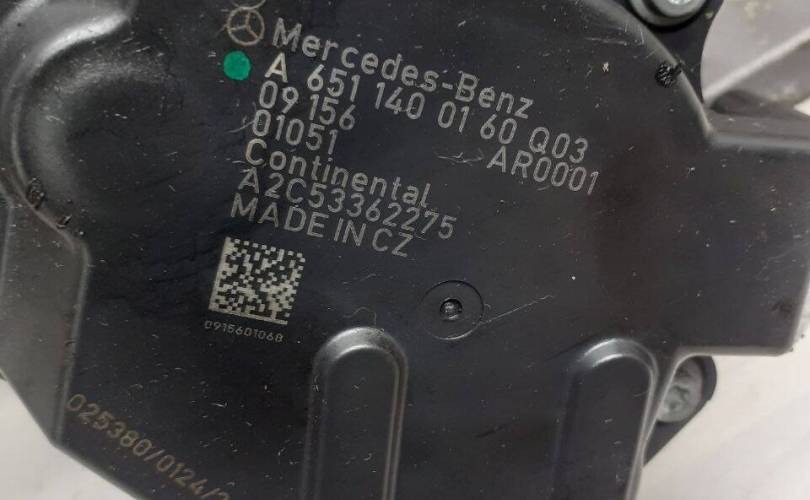 Mercedes-Benz
A 651 140 01 60 Q03
09 156 AR0001
01051
Continental
A2C53362275
MADE IN CZ
0915601068
025380/0124/